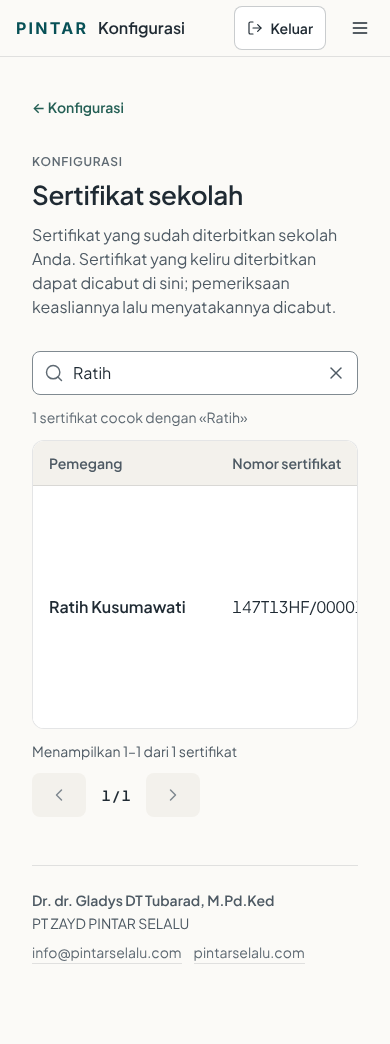 PINTAR Konfigurasi Keluar
← Konfigurasi
KONFIGURASI
Sertifikat sekolah
Sertifikat yang sudah diterbitkan sekolah
Anda. Sertifikat yang keliru diterbitkan
dapat dicabut di sini; pemeriksaan
keasliannya lalu menyatakannya dicabut.
Ratih
1 sertifikat cocok dengan «Ratih»
Pemegang Nomor sertifikat
Ratih Kusumawati 147T13HF/0000
Menampilkan 1–1 dari 1 sertifikat
1/1
Dr. dr. Gladys DT Tubarad, M.Pd.Ked
PT ZAYD PINTAR SELALU
info@pintarselalu.com pintarselalu.com